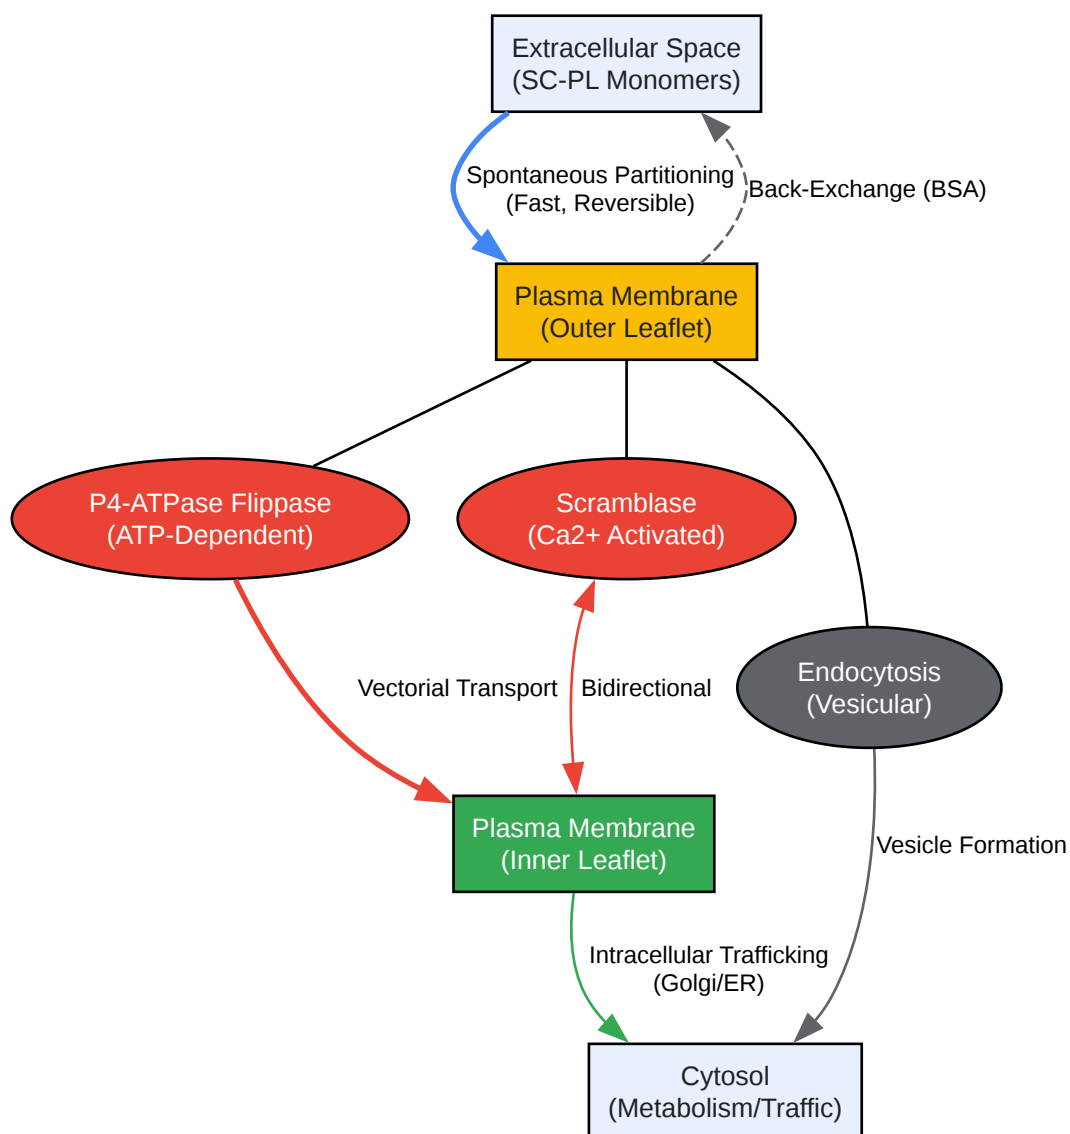 Extracellular Space
(SC-PL Monomers)
Spontaneous Partitioning
(Fast, Reversible)
Back-Exchange (BSA)
Plasma Membrane
(Outer Leaflet)
P4-ATPase Flippase
(ATP-Dependent)
Scramblase
(Ca2+ Activated)
Endocytosis
(Vesicular)
Vectorial Transport
Bidirectional
Plasma Membrane
(Inner Leaflet)
Vesicle Formation
Intracellular Trafficking
(Golgi/ER)
Cytosol
(Metabolism/Traffic)